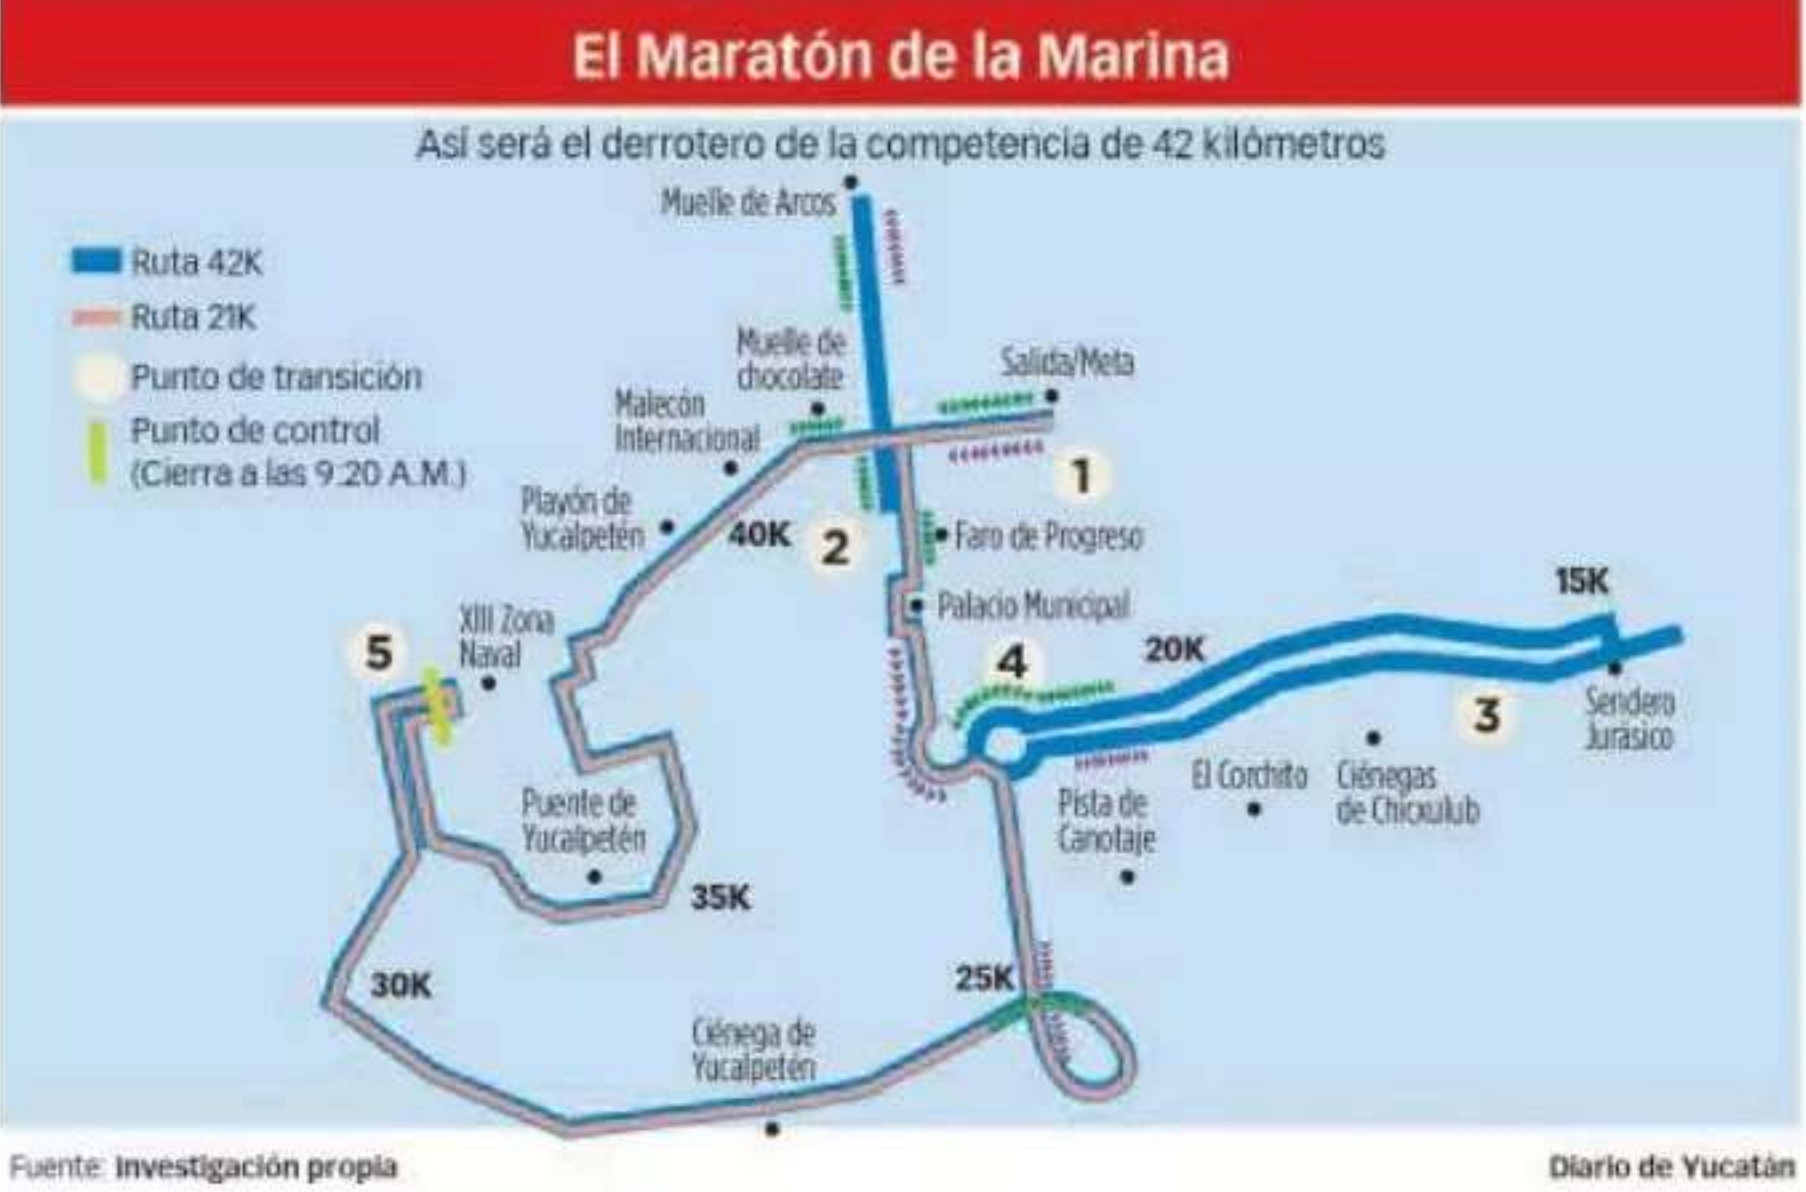 El Maratón de la Marina
Así será el derrotero de la competencia de 42 kilómetros
Muelle de Arcos
Ruta 42K
Ruta 21K
Punto de transición
Punto de control
(Cierra a las 9.20 A.M.)
Muelle de
chocolate
Salida/Meta
Malecón
Internacional
1
Playón de
Yucalpetén
40K
2
Faro de Progreso
15K
Palacio Municipal
XIII Zona
Naval
5
4
20K
3
Sendero
Jurásico
El Corchito
Ciénegas
de Chicxulub
Puente de
Yucalpetén
Pista de
Canotaje
35K
30K
25K
Ciénega de
Yucalpetén
Fuente: Investigación propia
Diario de Yucatán